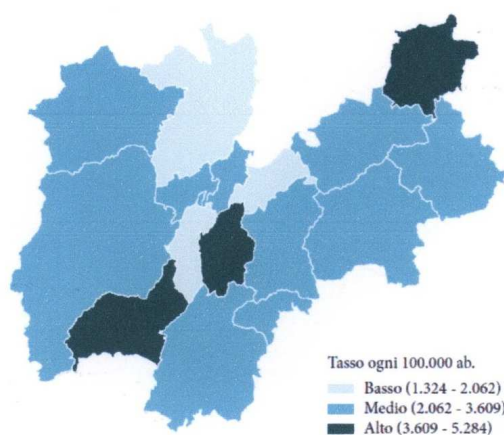 Tasso ogni 100.000 ab.
Basso (1.324 - 2.062)
Medio (2.062 - 3.609)
Alto (3.609 - 5.284)